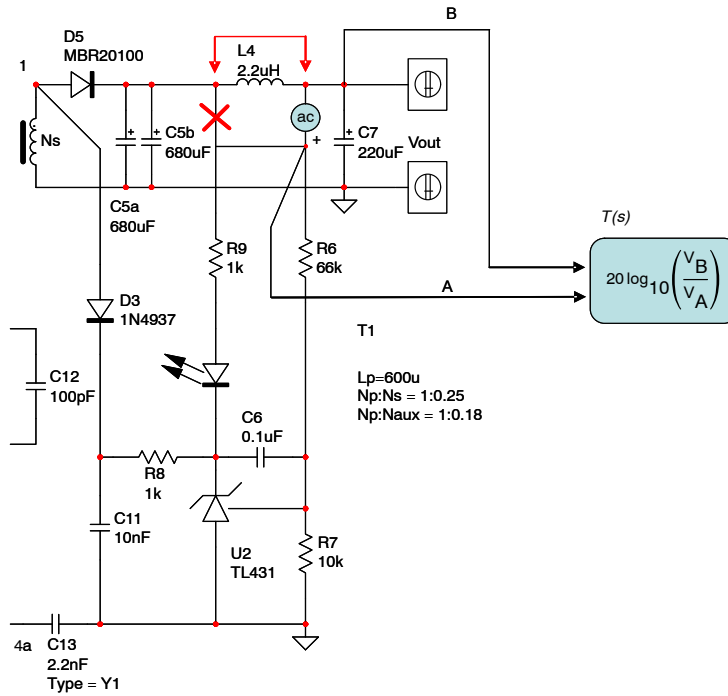 B
D5
MBR20100
L4
2.2uH
1
ac
+
+
+
+
Ns
C5b
680uF
C7
220uF
Vout
C5a
680uF
T(s)
R9
1k
R6
66k
20 log10(VB/VA)
A
D3
1N4937
T1
C12
100pF
Lp=600u
Np:Ns = 1:0.25
Np:Naux = 1:0.18
C6
0.1uF
R8
1k
C11
10nF
U2
TL431
R7
10k
4a
C13
2.2nF
Type = Y1